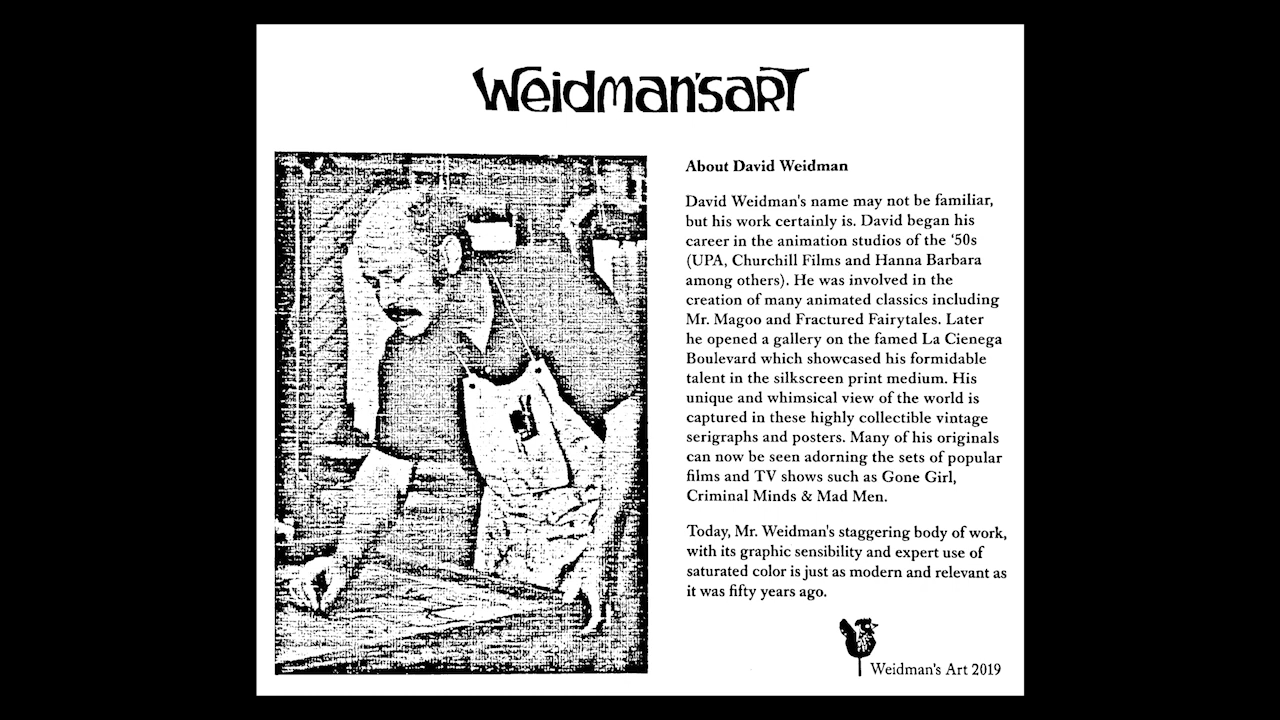 Weidman'sART
About David Weidman
David Weidman's name may not be familiar,
but his work certainly is. David began his
career in the animation studios of the ‘50s
(UPA, Churchill Films and Hanna Barbara
among others). He was involved in the
creation of many animated classics including
Mr. Magoo and Fractured Fairytales. Later
he opened a gallery on the famed La Cienega
Boulevard which showcased his formidable
talent in the silkscreen print medium. His
unique and whimsical view of the world is
captured in these highly collectible vintage
serigraphs and posters. Many of his originals
can now be seen adorning the sets of popular
films and TV shows such as Gone Girl,
Criminal Minds & Mad Men.
Today, Mr. Weidman's staggering body of work,
with its graphic sensibility and expert use of
saturated color is just as modern and relevant as
it was fifty years ago.
Weidman's Art 2019